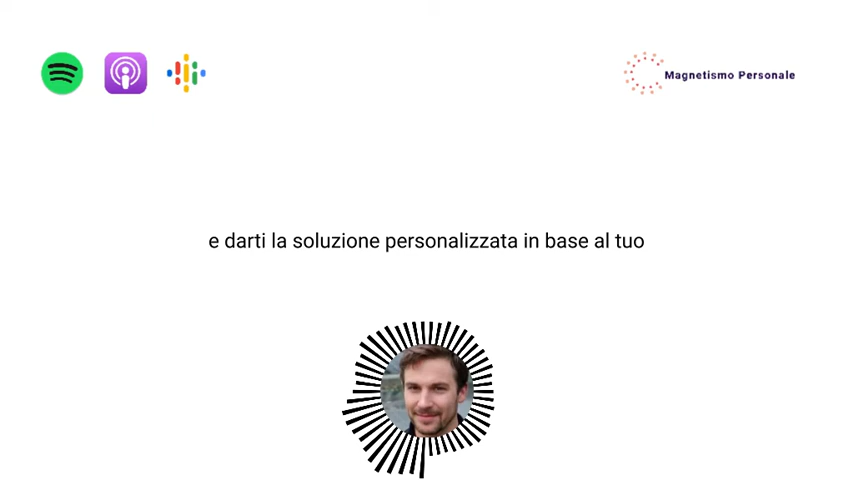 Magnetismo Personale
e darti la soluzione personalizzata in base al tuo